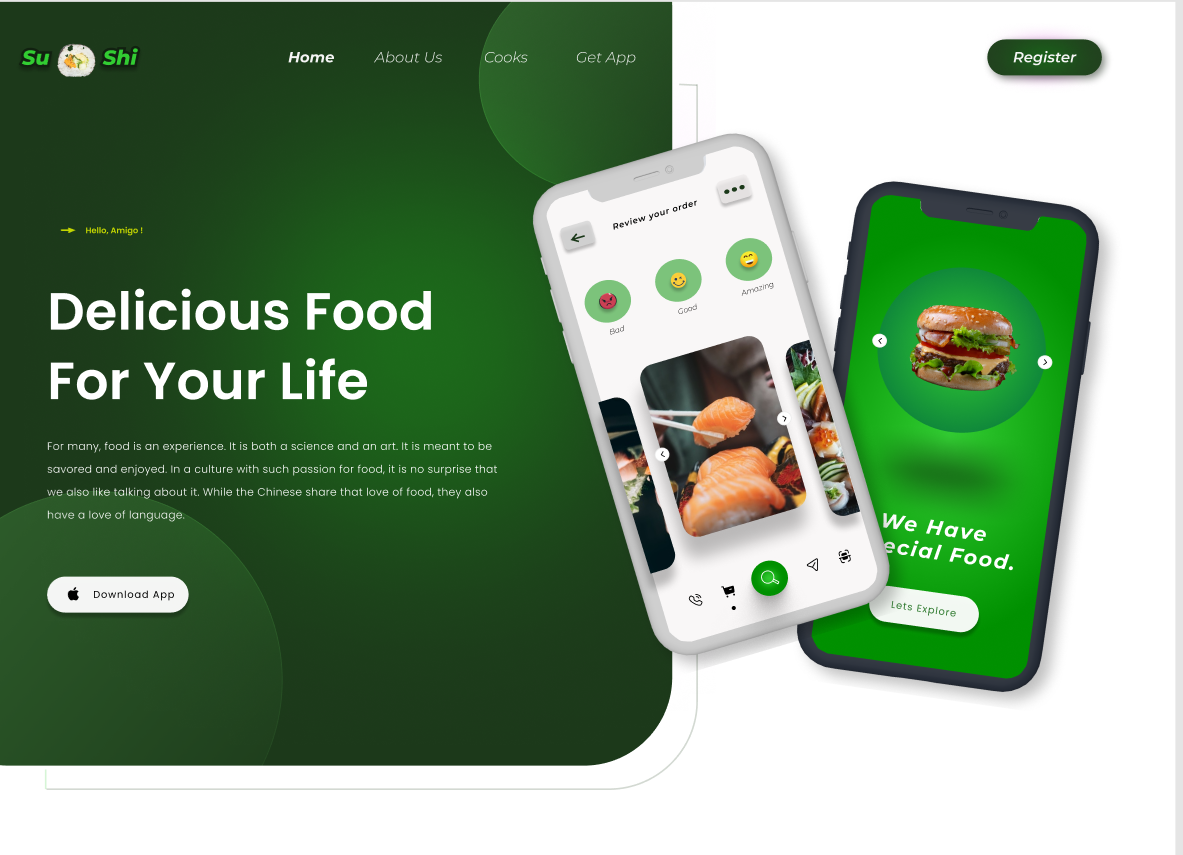 Su Shi
Home About Us Cooks Get App
Register
Hello, Amigo !
Delicious Food
For Your Life
For many, food is an experience. It is both a science and an art. It is meant to be
savored and enjoyed. In a culture with such passion for food, it is no surprise that
we also like talking about it. While the Chinese share that love of food, they also
have a love of language.
Download App
Review your order
Bad
Good
Amazing
We Have
ecial Food.
Lets Explore